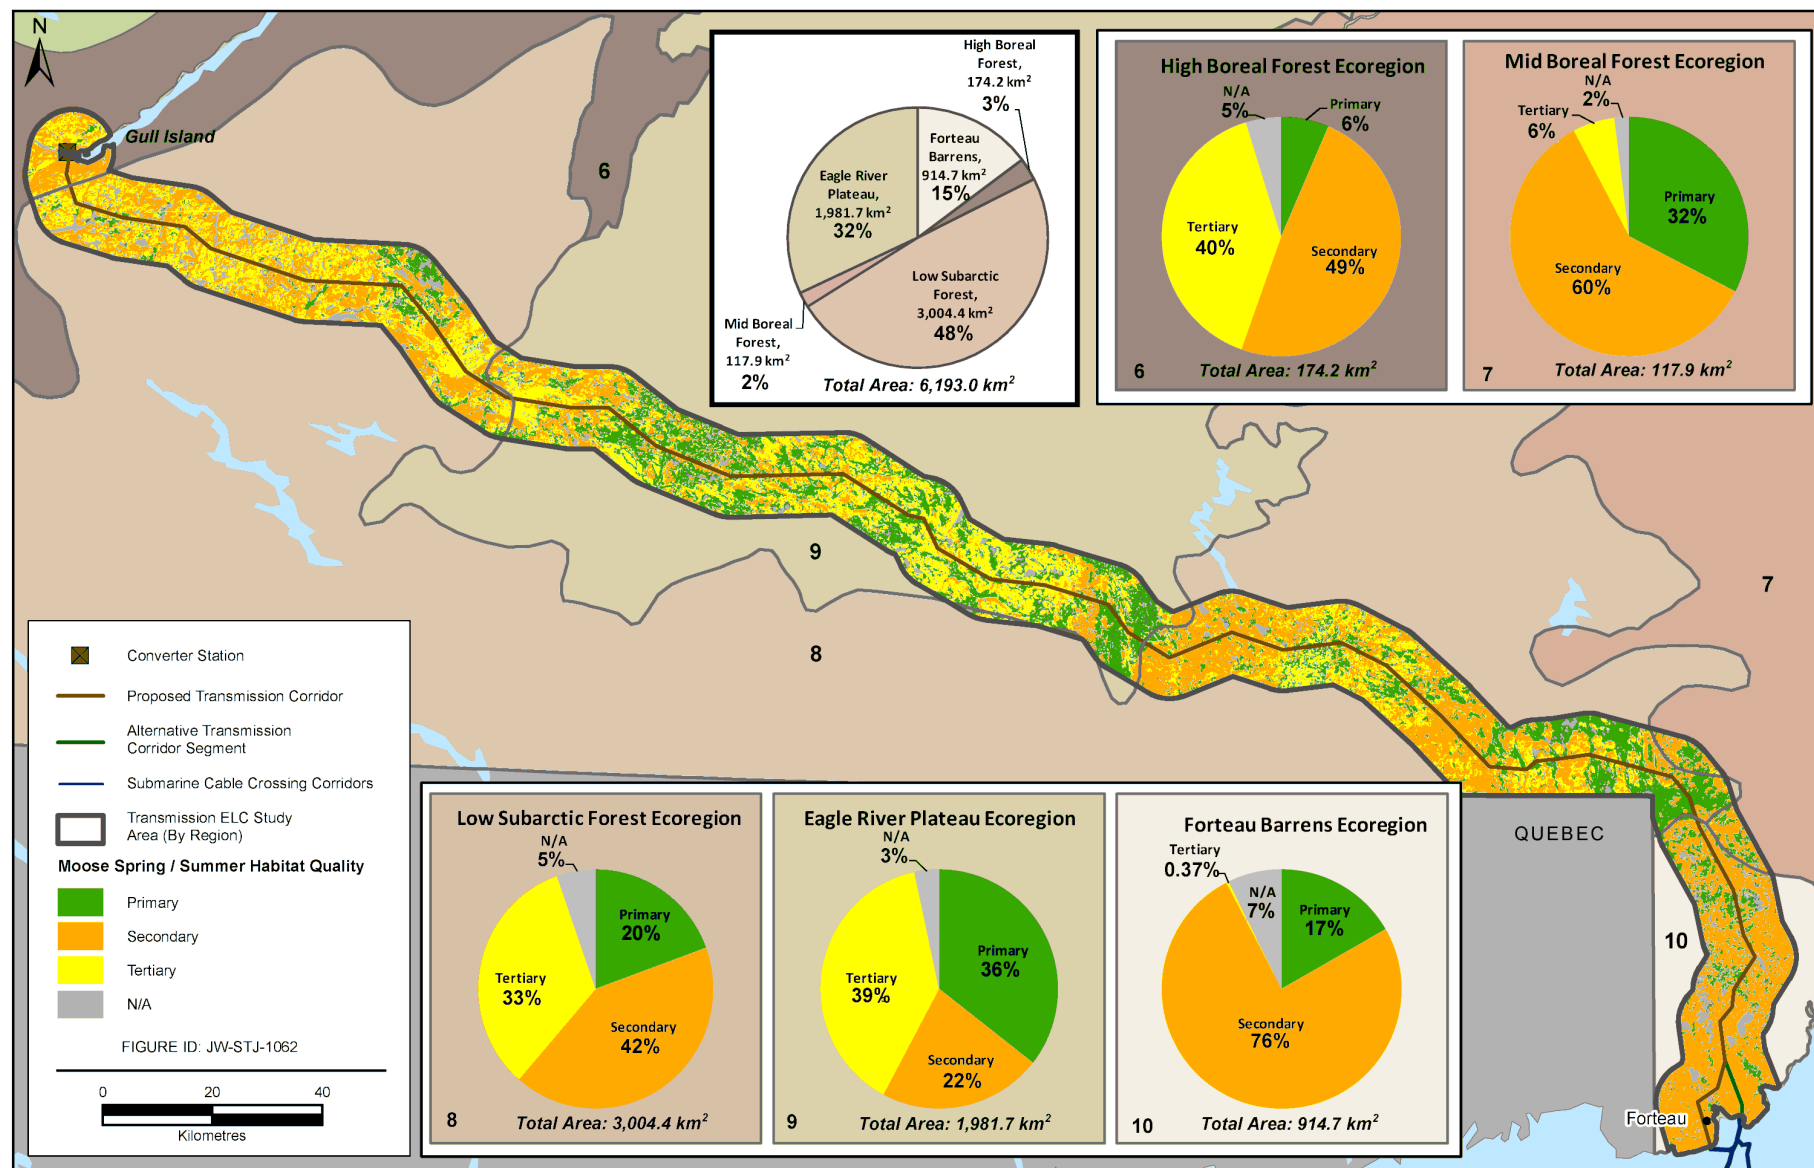 N
Gull Island
6
High Boreal
Forest,
174.2 km²
3%
Forteau
Barrens,
914.7 km²
15%
Eagle River
Plateau,
1,981.7 km²
32%
Low Subarctic
Forest,
3,004.4 km²
48%
Mid Boreal
Forest,
117.9 km²
2%
Total Area: 6,193.0 km²
High Boreal Forest Ecoregion
N/A
5%
Primary
6%
Tertiary
40%
Secondary
49%
6
Total Area: 174.2 km²
Mid Boreal Forest Ecoregion
N/A
2%
Tertiary
6%
Primary
32%
Secondary
60%
7
Total Area: 117.9 km²
9
8
7
Converter Station
Proposed Transmission Corridor
Alternative Transmission
Corridor Segment
Submarine Cable Crossing Corridors
Transmission ELC Study
Area (By Region)
Moose Spring / Summer Habitat Quality
Primary
Secondary
Tertiary
N/A
FIGURE ID: JW-STJ-1062
0 20 40
Kilometres
Low Subarctic Forest Ecoregion
N/A
5%
Primary
20%
Tertiary
33%
Secondary
42%
8
Total Area: 3,004.4 km²
Eagle River Plateau Ecoregion
N/A
3%
Primary
36%
Tertiary
39%
Secondary
22%
9
Total Area: 1,981.7 km²
Forteau Barrens Ecoregion
Tertiary
0.37%
N/A
7%
Primary
17%
Secondary
76%
10
Total Area: 914.7 km²
QUEBEC
10
Forteau